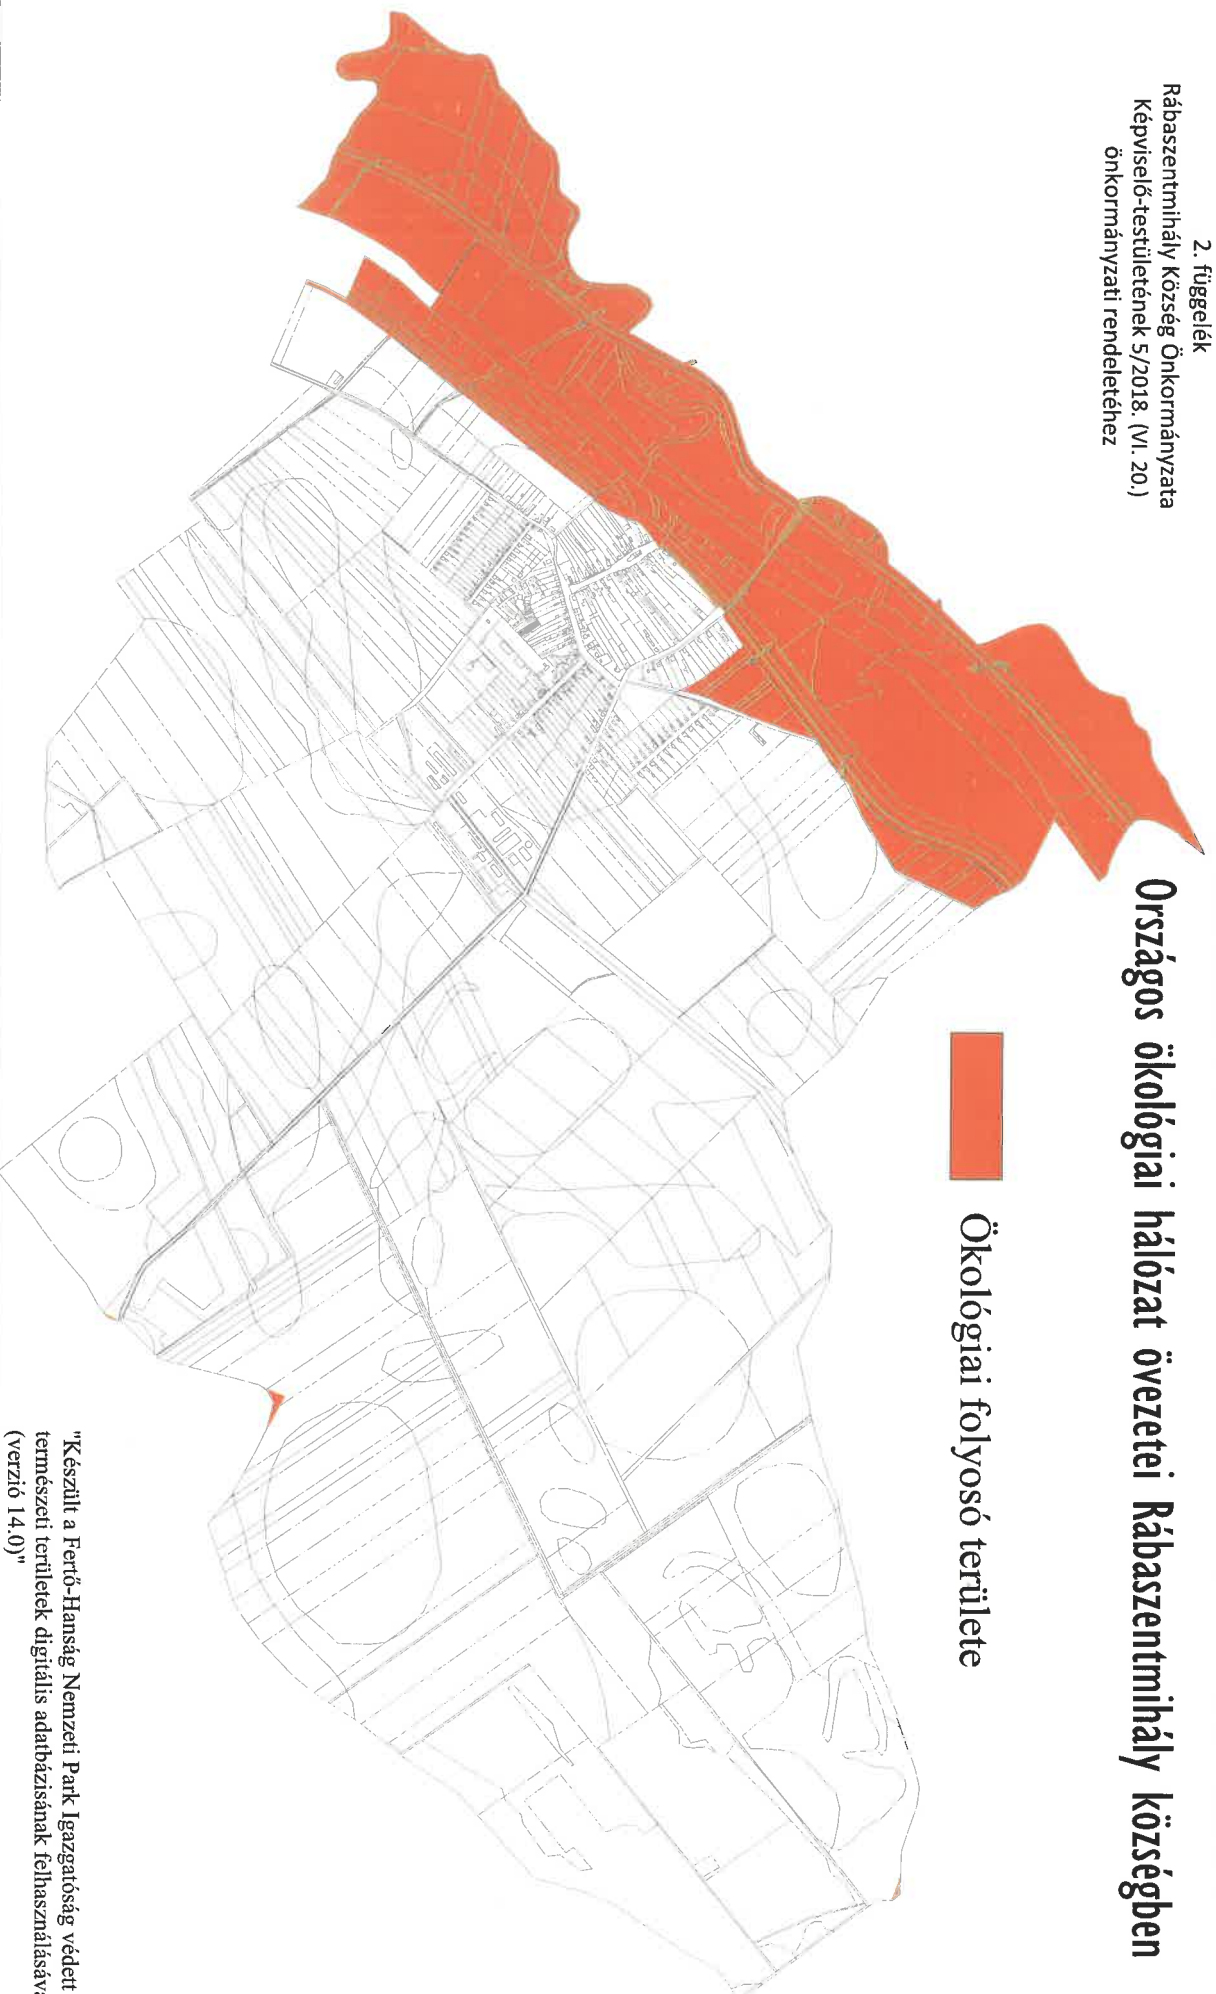 2. függelék
Rábaszentmihály Község Önkormányzata
Képviselő-testületének 5/2018. (VI. 20.)
önkormányzati rendeletéhez
Országos ökológiai hálózat övezetei Rábaszentmihály községben
Ökológiai folyosó területe
"Készült a Fertő-Hanság Nemzeti Park Igazgatóság védett
természeti területek digitális adatbázisának
(verzió 14.0)"